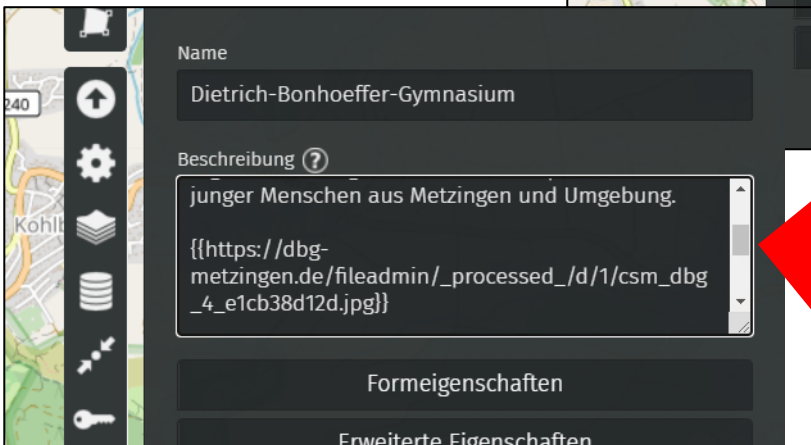 240
Kohlb
Name
Dietrich-Bonhoeffer-Gymnasium
Beschreibung ?
junger Menschen aus Metzingen und Umgebung.
{{https://dbg-
metzingen.de/fileadmin/_processed_/d/1/csm_dbg
_4_e1cb38d12d.jpg}}
Formeigenschaften
Erweiterte Eigenschaften